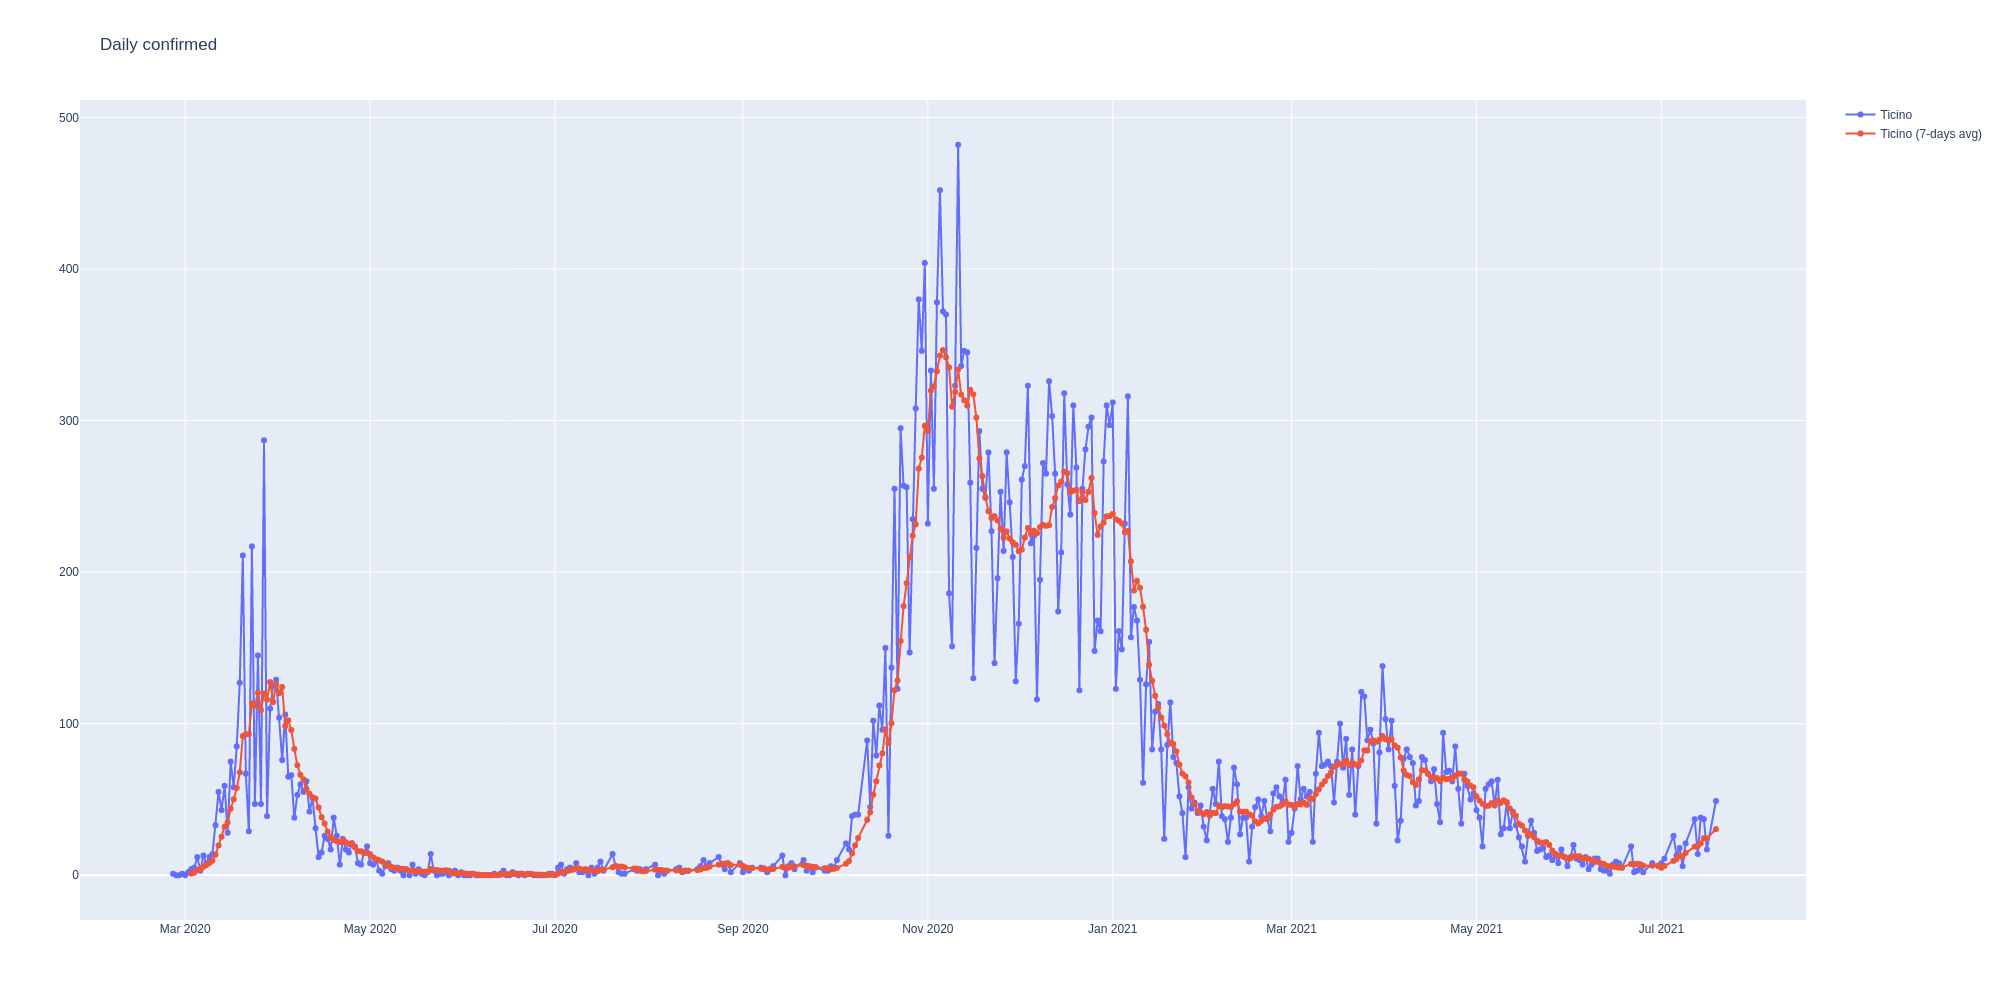 Daily confirmed
500
400
300
200
100
0
Mar 2020
May 2020
Jul 2020
Sep 2020
Nov 2020
Jan 2021
Mar 2021
May 2021
Jul 2021
Ticino
Ticino (7-days avg)